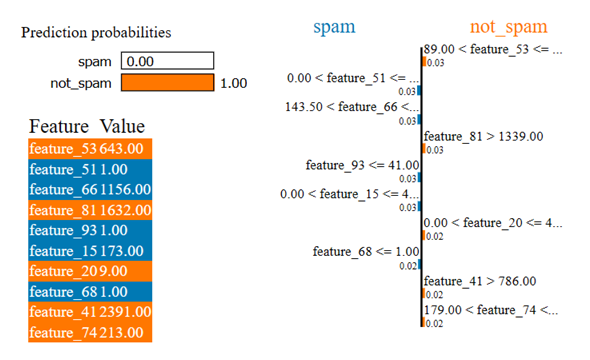 Prediction probabilities
spam 0.00
not_spam 1.00
Feature Value
feature_53 643.00
feature_51 1.00
feature_66 1156.00
feature_81 1632.00
feature_93 1.00
feature_15 173.00
feature_20 9.00
feature_68 1.00
feature_41 2391.00
feature_74 213.00
spam not_spam
89.00 < feature_53 <= ...
0.03
0.00 < feature_51 <= ...
0.03
143.50 < feature_66 <...
0.03
feature_81 > 1339.00
0.03
feature_93 <= 41.00
0.03
0.00 < feature_15 <= 4...
0.03
0.00 < feature_20 <= 4...
0.02
feature_68 <= 1.00
0.02
feature_41 > 786.00
0.02
179.00 < feature_74 <...
0.02